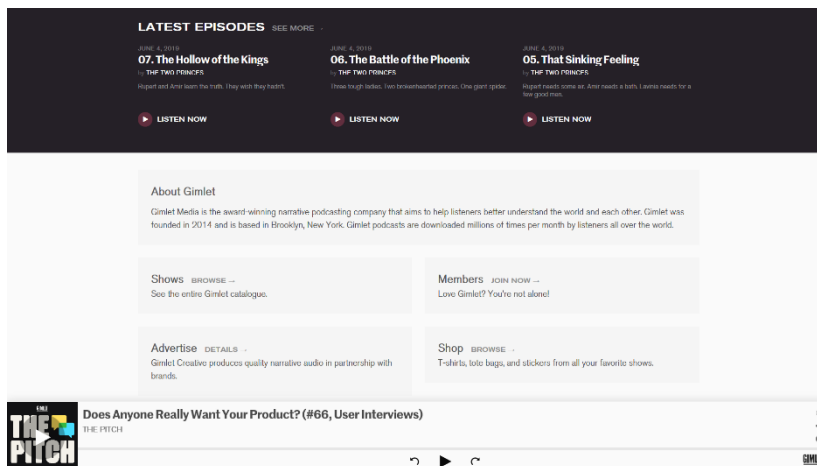 LATEST EPISODES SEE MORE →
JUNE 4, 2019
07. The Hollow of the Kings
by THE TWO PRINCES
Rupert and Amir learn the truth. They wish they hadn't.
LISTEN NOW
JUNE 4, 2019
06. The Battle of the Phoenix
by THE TWO PRINCES
Three tough ladies. Two brokenhearted princes. One giant spider.
LISTEN NOW
JUNE 4, 2019
05. That Sinking Feeling
by THE TWO PRINCES
Rupert needs some air. Amir needs a bath. Lavinia needs for a
few good men.
LISTEN NOW
About Gimlet
Gimlet Media is the award-winning narrative podcasting company that aims to help listeners better understand the world and each other. Gimlet was
founded in 2014 and is based in Brooklyn, New York. Gimlet podcasts are downloaded millions of times per month by listeners all over the world.
Shows BROWSE →
See the entire Gimlet catalogue.
Members JOIN NOW →
Love Gimlet? You're not alone!
Advertise DETAILS →
Gimlet Creative produces quality narrative audio in partnership with
brands.
Shop BROWSE →
T-shirts, tote bags, and stickers from all your favorite shows.
THE
PITCH
Does Anyone Really Want Your Product? (#66, User Interviews)
THE PITCH